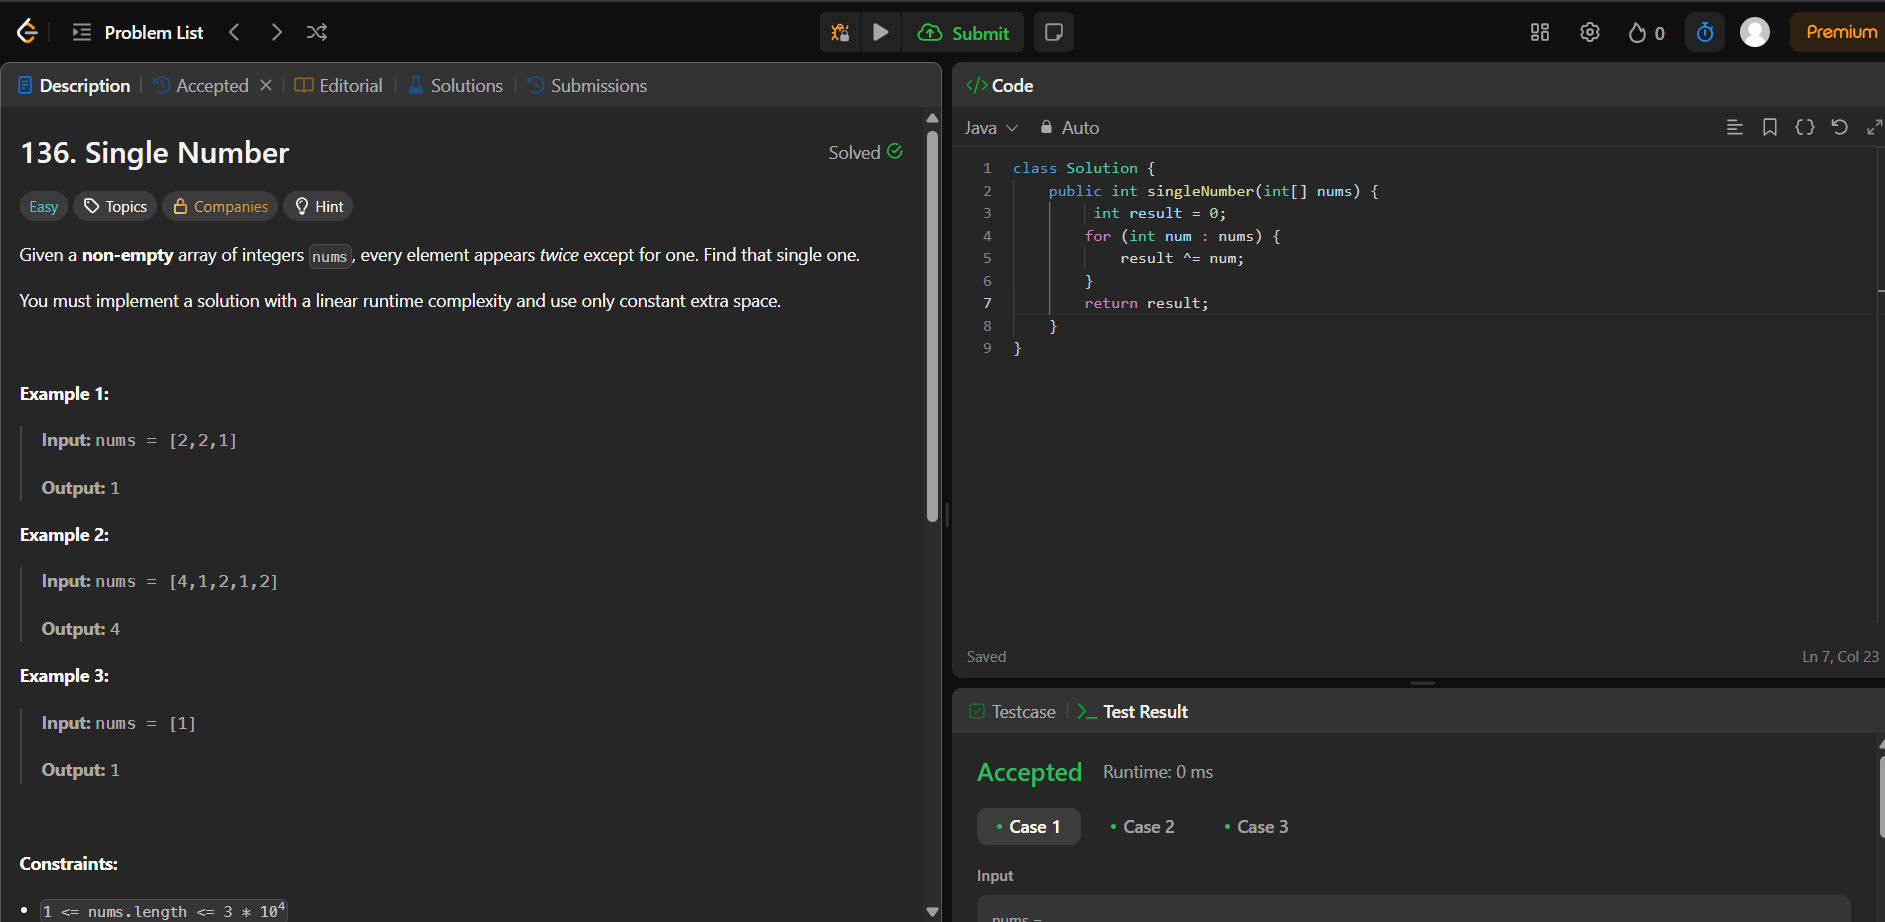 Problem List
Submit
0
Premium
Description
Accepted
Editorial
Solutions
Submissions
136. Single Number
Solved
Easy
Topics
Companies
Hint
Given a non-empty array of integers nums, every element appears twice except for one. Find that single one.
You must implement a solution with a linear runtime complexity and use only constant extra space.
Example 1:
Input: nums = [2,2,1]
Output: 1
Example 2:
Input: nums = [4,1,2,1,2]
Output: 4
Example 3:
Input: nums = [1]
Output: 1
Constraints:
• 1 <= nums.length <= 3 * 10⁴
</> Code
Java
Auto
1 class Solution {
2     public int singleNumber(int[] nums) {
3          int result = 0;
4         for (int num : nums) {
5             result ^= num;
6         }
7         return result;
8     }
9 }
Saved
Ln 7, Col 23
Testcase
Test Result
Accepted
Runtime: 0 ms
• Case 1
• Case 2
• Case 3
Input
nums =